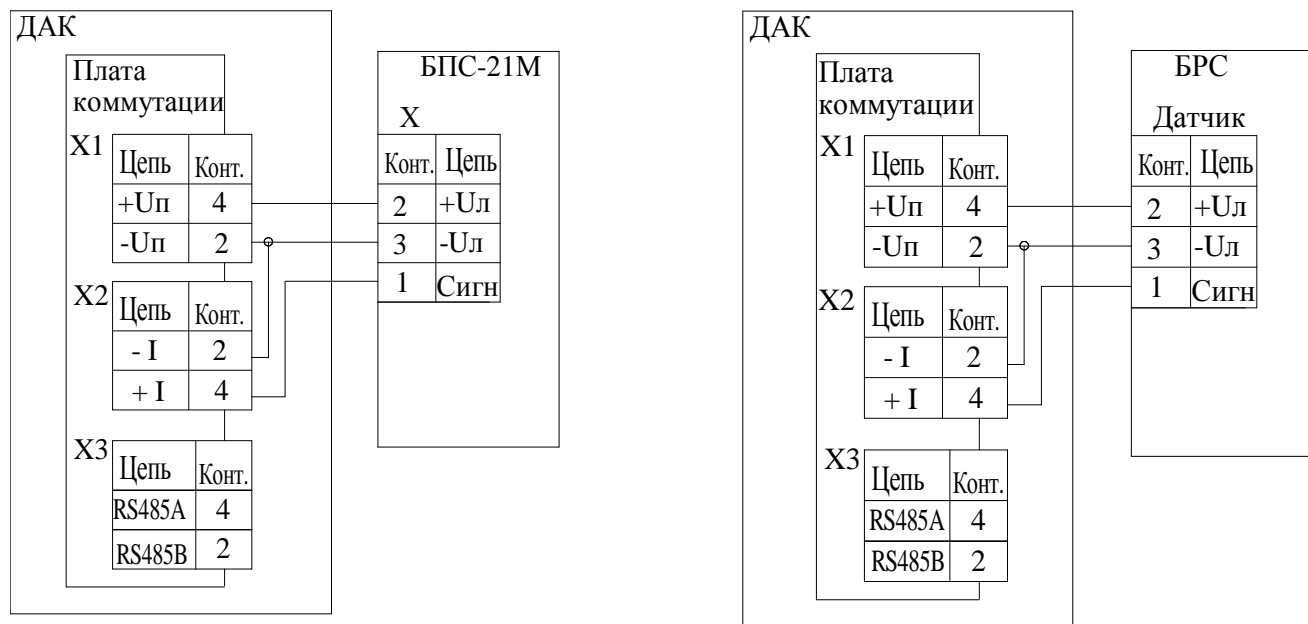 ДАК
Плата
коммутации
X1
Цепь Конт.
+Uп 4
-Uп 2
X2
Цепь Конт.
- I 2
+ I 4
X3
Цепь Конт.
RS485A 4
RS485B 2
БПС-21М
X
Конт. Цепь
2 +Uл
3 -Uл
1 Сигн
ДАК
Плата
коммутации
X1
Цепь Конт.
+Uп 4
-Uп 2
X2
Цепь Конт.
- I 2
+ I 4
X3
Цепь Конт.
RS485A 4
RS485B 2
БРС
Датчик
Конт. Цепь
2 +Uл
3 -Uл
1 Сигн